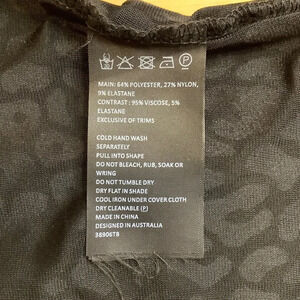 MAIN: 64% POLYESTER, 27% NYLON,
9% ELASTANE
CONTRAST : 95% VISCOSE, 5%
ELASTANE
EXCLUSIVE OF TRIMS
COLD HAND WASH
SEPARATELY
PULL INTO SHAPE
DO NOT BLEACH, RUB, SOAK OR
WRING
DO NOT TUMBLE DRY
DRY FLAT IN SHADE
COOL IRON UNDER COVER CLOTH
DRY CLEANABLE Ⓟ
MADE IN CHINA
DESIGNED IN AUSTRALIA
38906TB